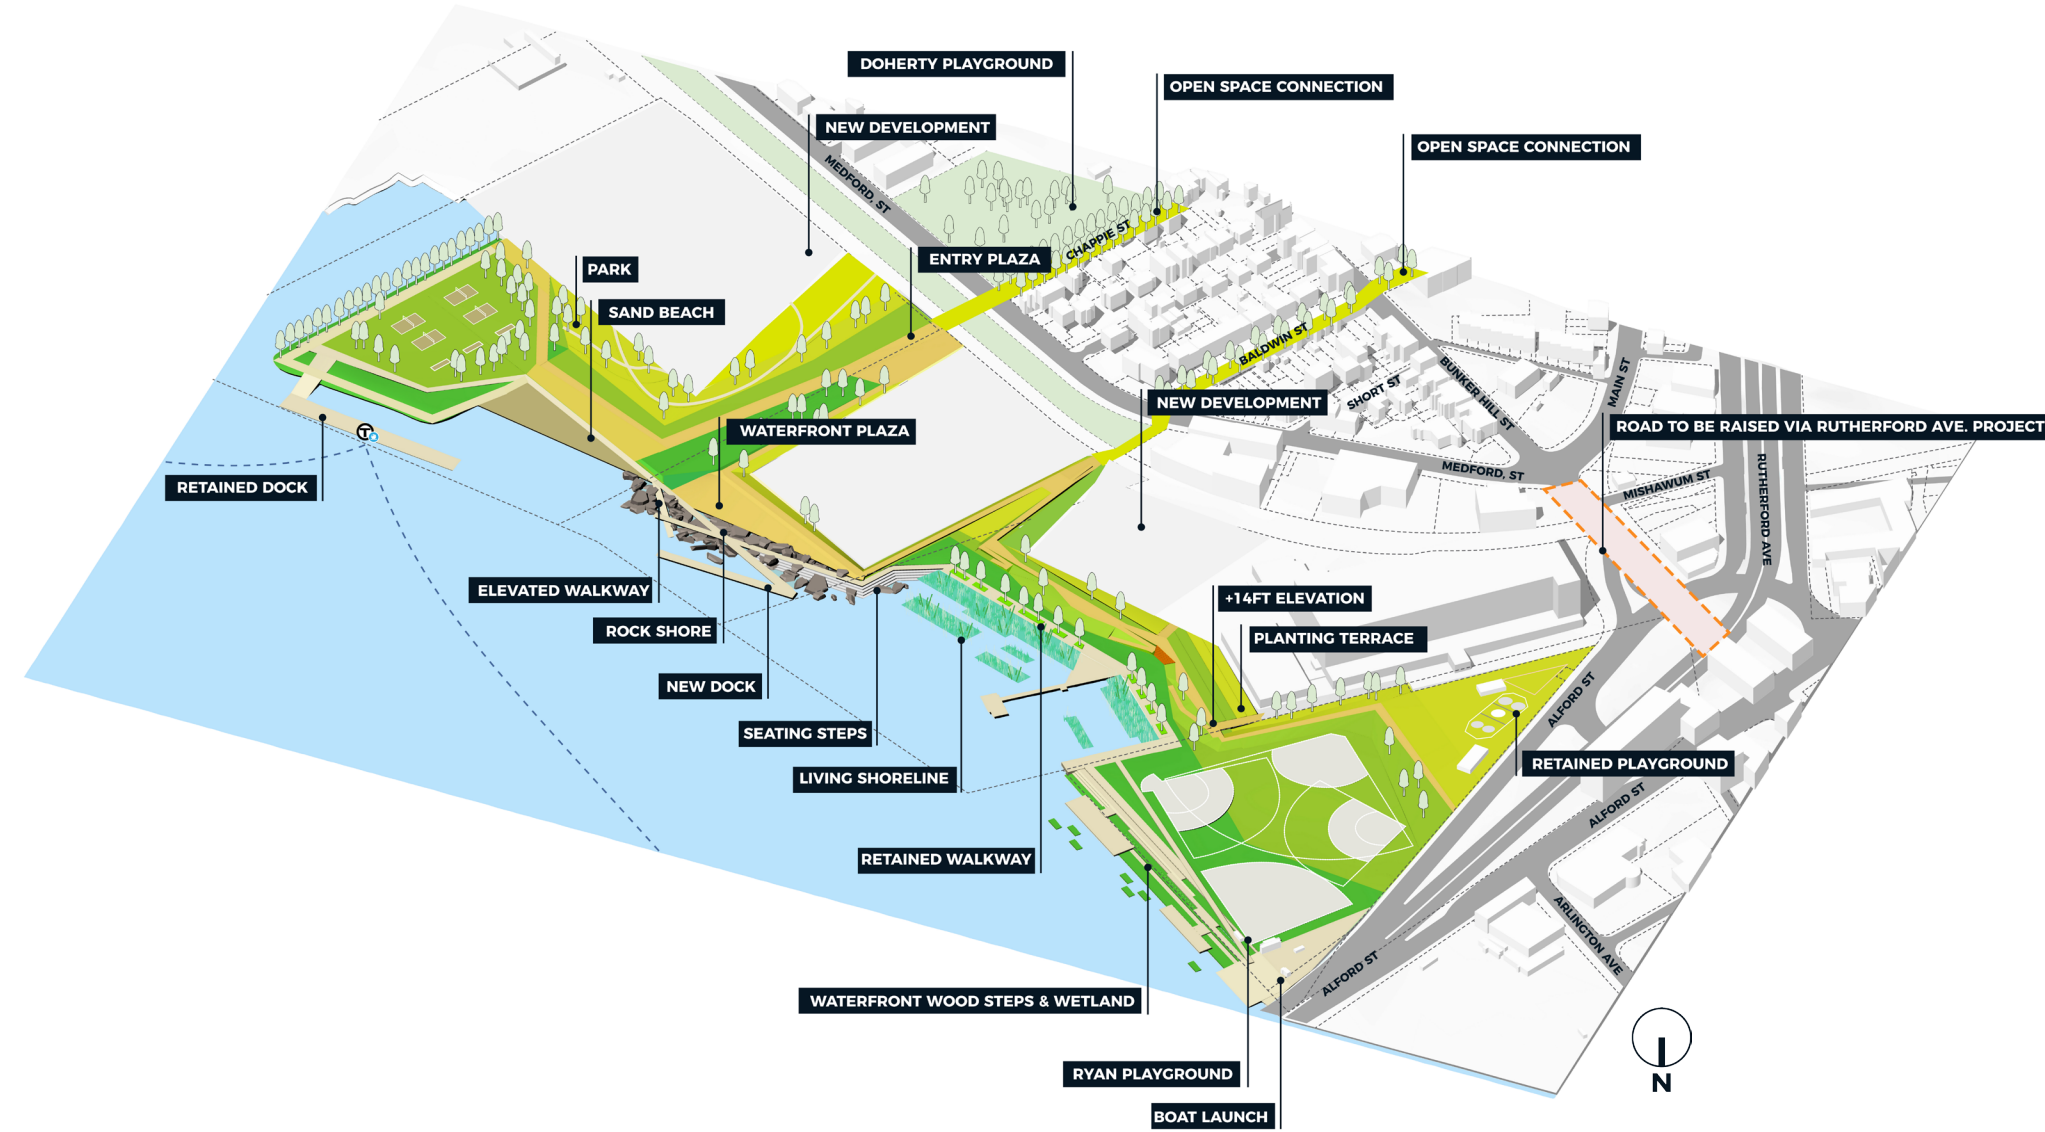 DOHERTY PLAYGROUND
OPEN SPACE CONNECTION
NEW DEVELOPMENT
OPEN SPACE CONNECTION
MEDFORD, ST
CHAPPIE ST
ENTRY PLAZA
PARK
SAND BEACH
BALDWIN ST
SHORT ST
BUNKER HILL ST
MAIN ST
NEW DEVELOPMENT
ROAD TO BE RAISED VIA RUTHERFORD AVE. PROJECT
WATERFRONT PLAZA
T
MEDFORD, ST
MISHAWUM ST
RUTHERFORD AVE
RETAINED DOCK
ELEVATED WALKWAY
+14FT ELEVATION
ROCK SHORE
PLANTING TERRACE
NEW DOCK
ALFORD ST
SEATING STEPS
RETAINED PLAYGROUND
LIVING SHORELINE
ALFORD ST
RETAINED WALKWAY
ARLINGTON AVE
ALFORD ST
WATERFRONT WOOD STEPS & WETLAND
RYAN PLAYGROUND
N
BOAT LAUNCH